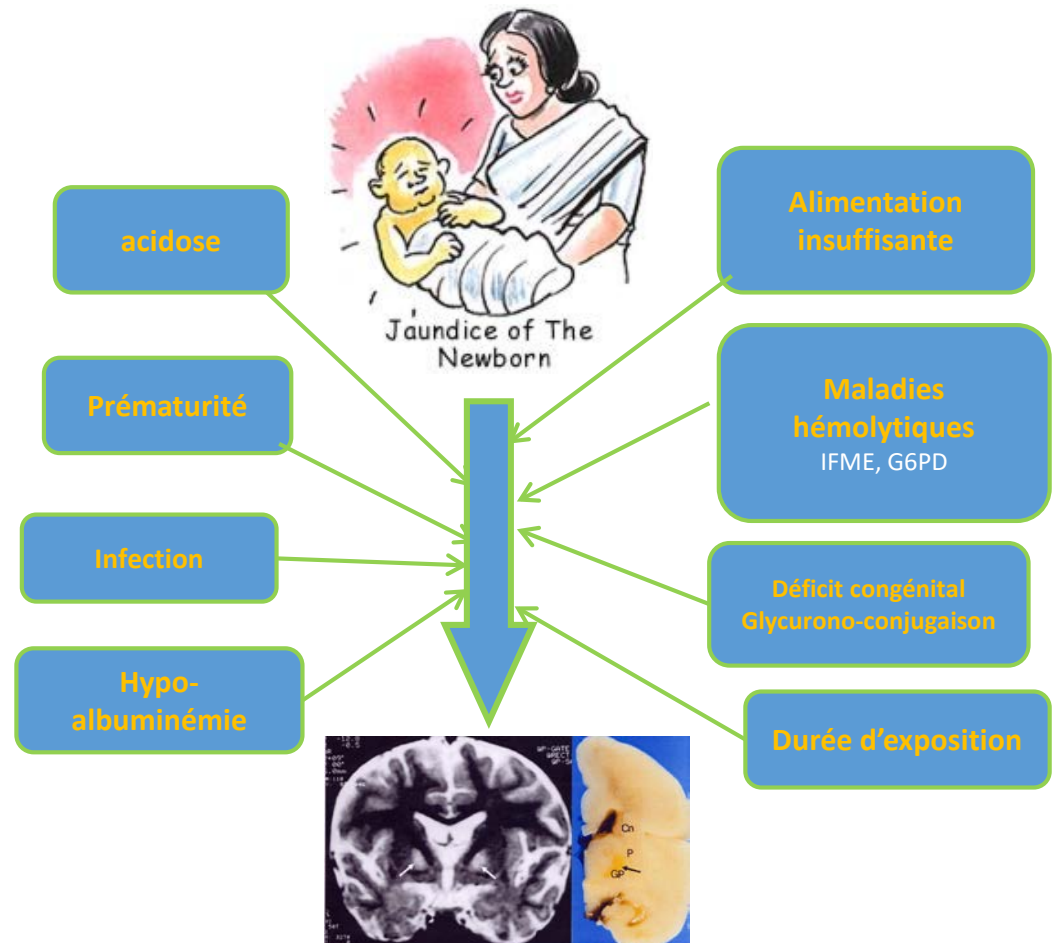 Jaundice of The
Newborn
acidose
Prématurité
Infection
Hypo-
albuminémie
Alimentation
insuffisante
Maladies
hémolytiques
IFME, G6PD
Déficit congénital
Glycurono-conjugaison
Durée d’exposition
Cn
P
GP